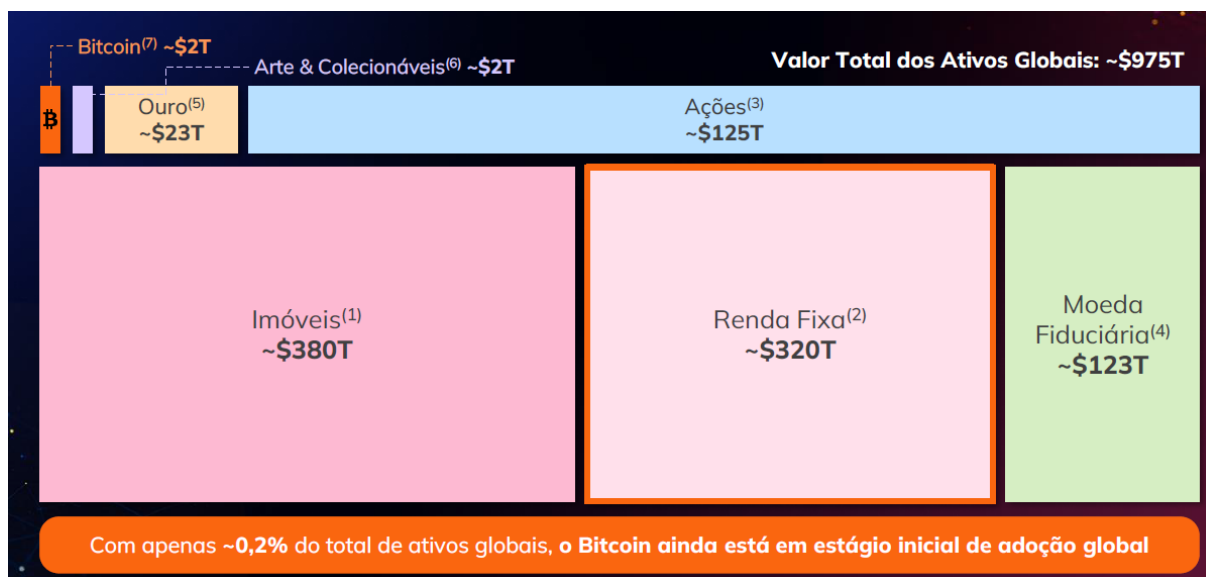 Bitcoin(7) ~$2T
Arte & Colecionáveis(6) ~$2T
Valor Total dos Ativos Globais: ~$975T
₿
Ouro(5)
~$23T
Ações(3)
~$125T
Imóveis(1)
~$380T
Renda Fixa(2)
~$320T
Moeda
Fiduciária(4)
~$123T
Com apenas ~0,2% do total de ativos globais, o Bitcoin ainda está em estágio inicial de adoção global